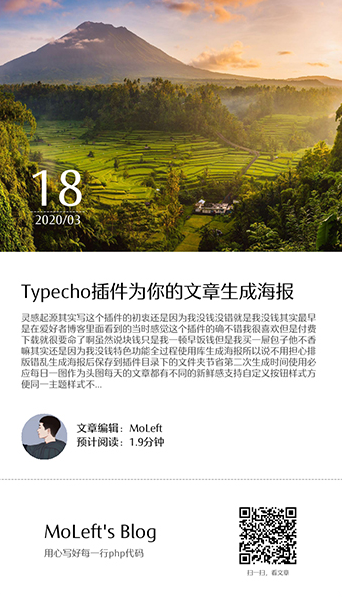 18
2020/03
Typecho插件为你的文章生成海报
灵感起源其实写这个插件的初衷还是因为我没钱没错就是我没钱其实最早
是在爱好者博客里面看到的当时感觉这个插件的确不错我很喜欢但是付费
下载就很要命了啊虽然说块钱只是我一顿早饭钱但是我买一屉包子他不香
嘛其实还是因为我没钱特色功能全过程使用库生成海报所以说不用担心排
版错乱生成海报后保存到插件目录下的文件夹节省第二次生成时间使用必
应每日一图作为头图每天的文章都有不同的新鲜感支持自定义按钮样式方
便同一主题样式不...
文章编辑：MoLeft
预计阅读：1.9分钟
MoLeft's Blog
用心写好每一行php代码
扫一扫，看文章